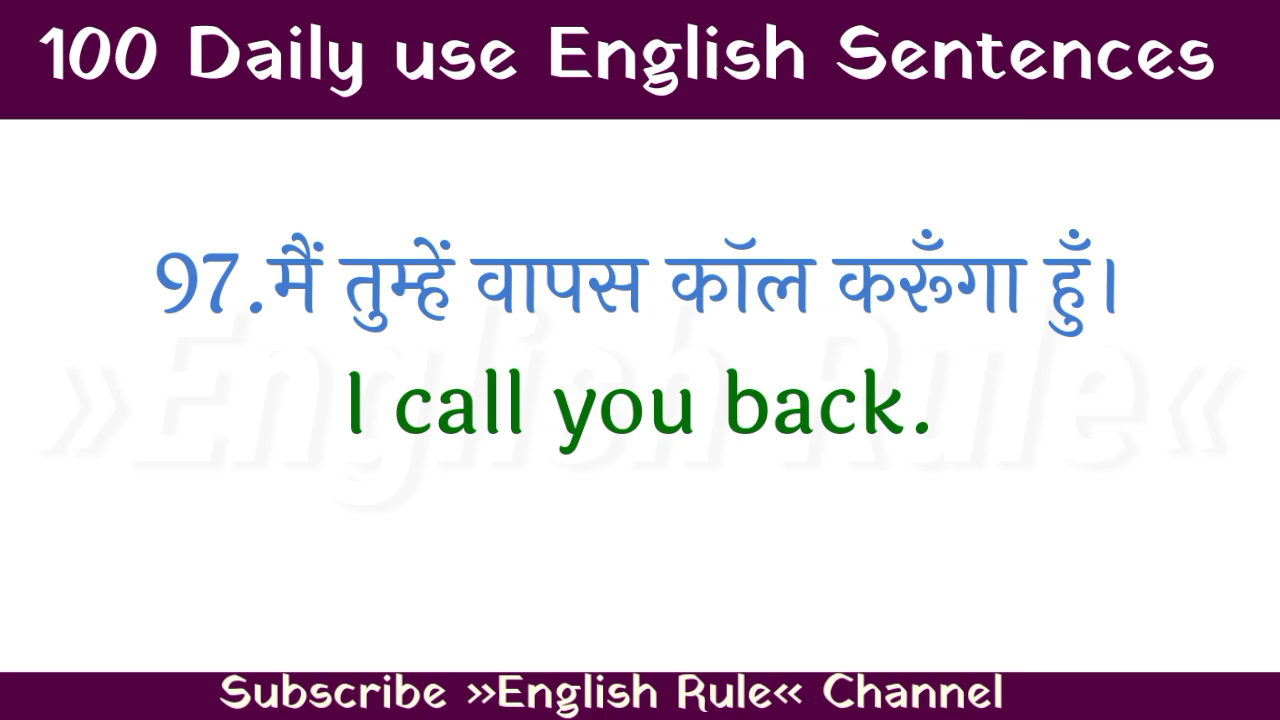 100 Daily use English Sentences
97.मैं तुम्हें वापस कॉल करूँगा हुँ।
»English Rule«
I call you back.
Subscribe »English Rule« Channel